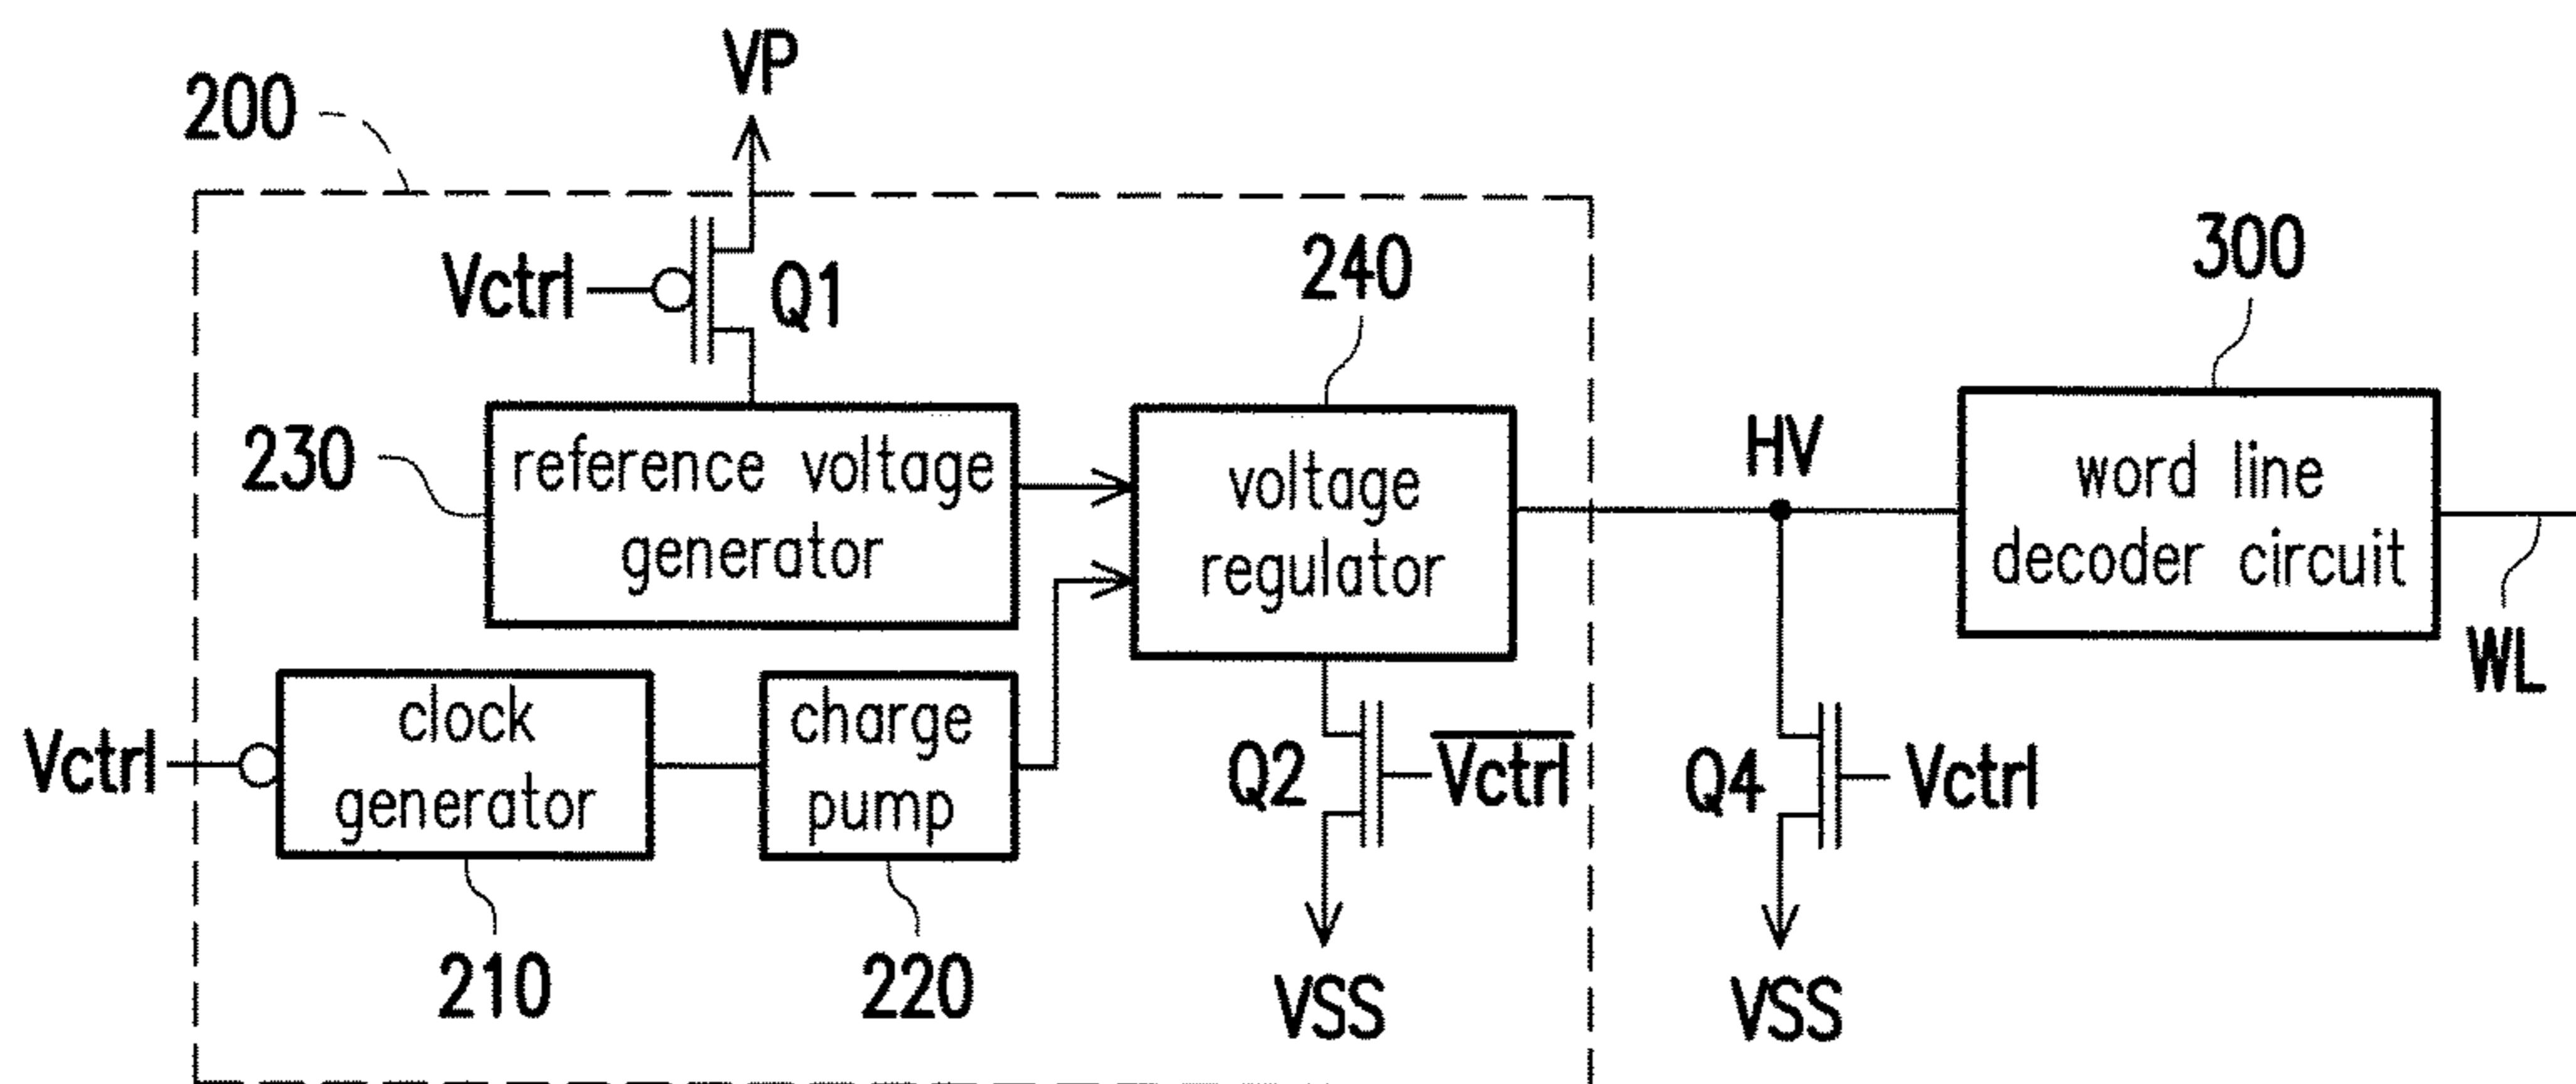 VP
200
Vctrl
Q1
240
300
230
reference voltage
generator
voltage
regulator
HV
word line
decoder circuit
WL
Vctrl
clock
generator
charge
pump
Q2
V̅c̅t̅r̅l̅
Q4
Vctrl
210
220
VSS
VSS